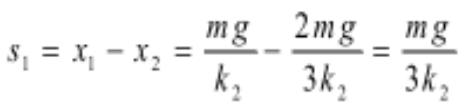 s₁ = x₁ − x₂ = mg/k₂ − 2mg/3k₂ = mg/3k₂